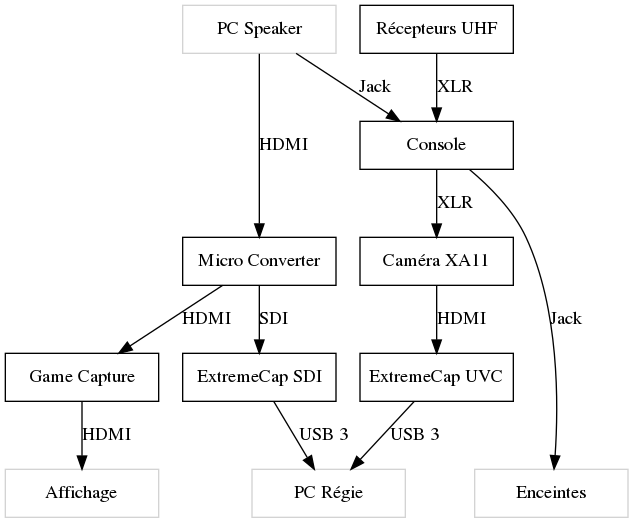 PC Speaker
Récepteurs UHF
Jack
XLR
HDMI
Console
XLR
Micro Converter
Caméra XA11
HDMI
SDI
HDMI
Jack
Game Capture
ExtremeCap SDI
ExtremeCap UVC
HDMI
USB 3
USB 3
Affichage
PC Régie
Enceintes